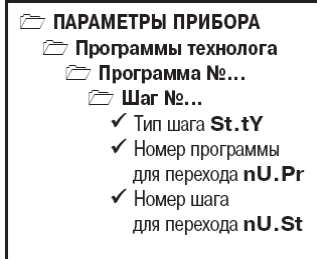 ПАРАМЕТРЫ ПРИБОРА
Программы технолога
Программа №...
Шаг №...
Тип шага St.tY
Номер программы
для перехода nU.Pr
Номер шага
для перехода nU.St